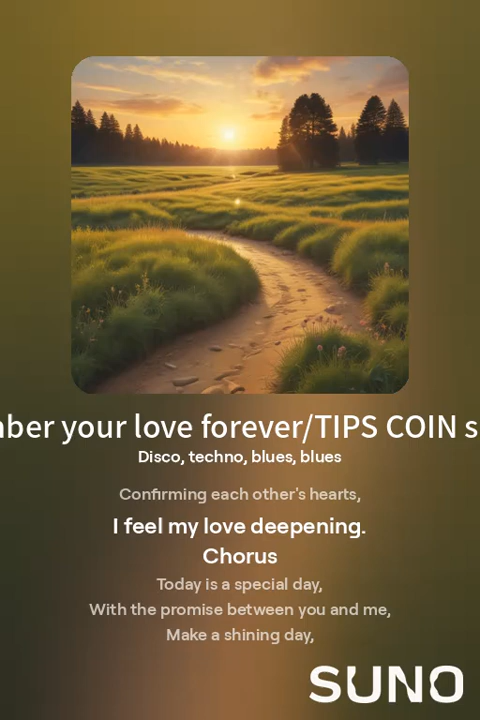 your love forever/TIPS COIN
Disco, techno, blues, blues
Confirming each other's hearts,
I feel my love deepening.
Chorus
Today is a special day,
With the promise between you and me,
Make a shining day,
SUNO